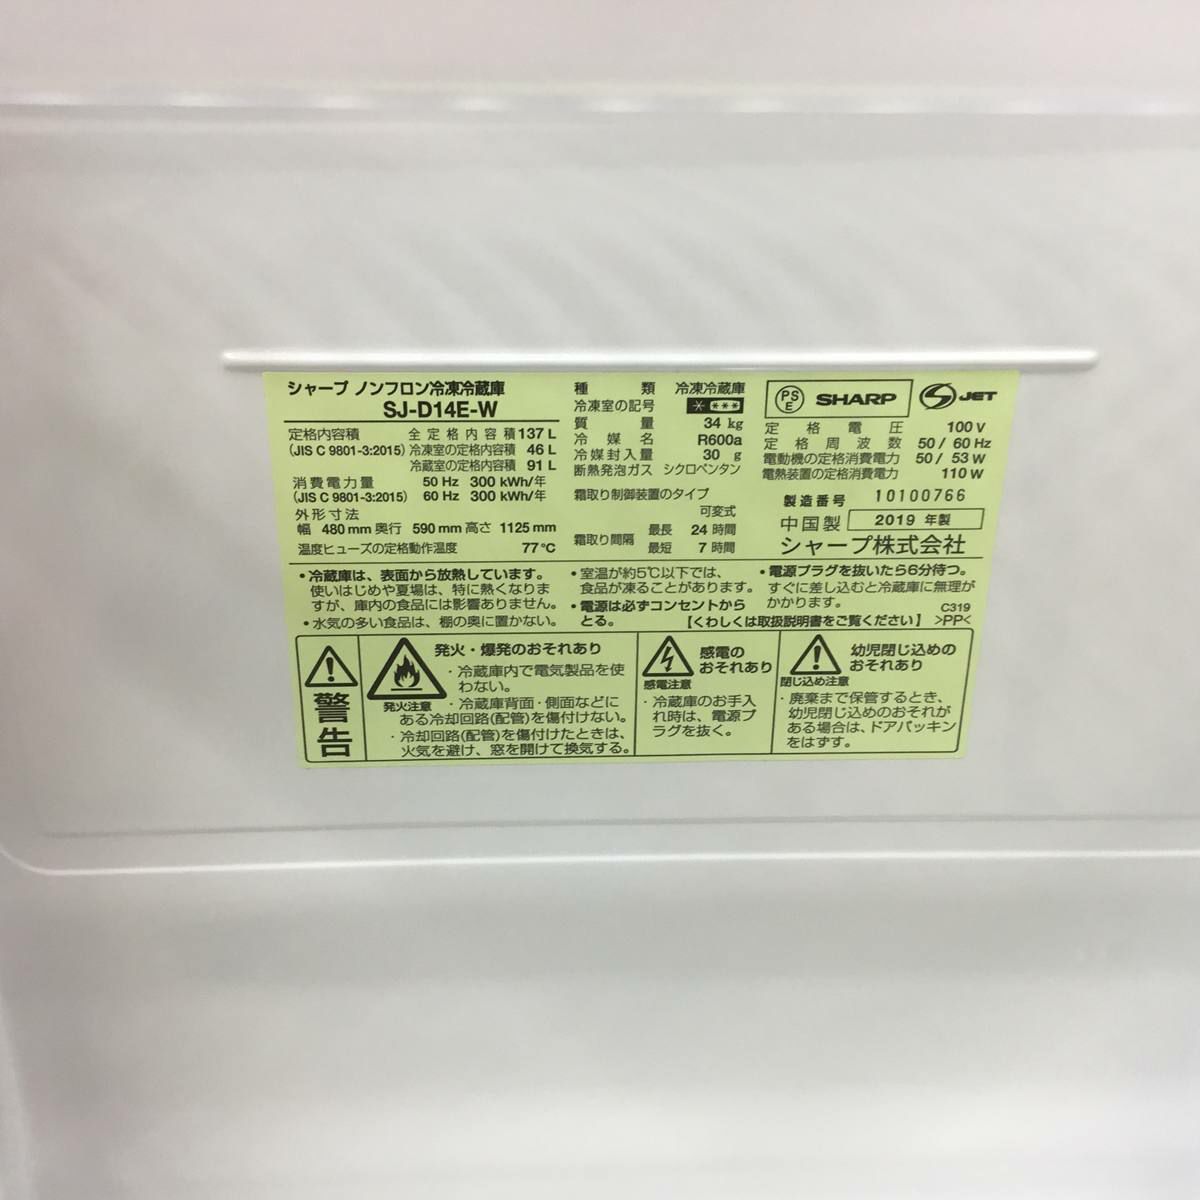 シャープ ノンフロン冷凍冷蔵庫
SJ-D14E-W
定格内容積 全定格内容積 137 L
(JIS C 9801-3:2015) 冷凍室の定格内容積 46 L
冷蔵室の定格内容積 91 L
消費電力量 50 Hz 300 kWh/年
(JIS C 9801-3:2015) 60 Hz 300 kWh/年
外形寸法
幅 480 mm 奥行 590 mm 高さ 1125 mm
温度ヒューズの定格動作温度 77℃
種類 冷凍冷蔵庫
冷凍室の記号 * ***
質量 34 kg
冷媒名 R600a
冷媒封入量 30 g
断熱発泡ガス シクロペンタン
霜取り制御装置のタイプ
可変式
霜取り間隔 最長 24 時間
最短 7 時間
PSE SHARP S JET
定格電圧 100 V
定格周波数 50 / 60 Hz
電動機の定格消費電力 50 / 53 W
電熱装置の定格消費電力 110 W
製造番号 10100766
中国製 2019 年製
シャープ株式会社
・冷蔵庫は、表面から放熱しています。
使いはじめや夏場は、特に熱くなりま
すが、庫内の食品には影響ありません。
・水気の多い食品は、棚の奥に置かない。
・室温が約5℃以下では、
食品が凍ることがあります。
・電源は必ずコンセントから
とる。
・電源プラグを抜いたら6分待つ。
すぐに差し込むと冷蔵庫に無理が
かかります。
C319
【くわしくは取扱説明書をご覧ください】 >PP<
警告
発火・爆発のおそれあり
発火注意
・冷蔵庫内で電気製品を使
わない。
・冷蔵庫背面・側面などに
ある冷却回路(配管)を傷付けない。
・冷却回路(配管)を傷付けたときは、
火気を避け、窓を開けて換気する。
感電の
おそれあり
感電注意
・冷蔵庫のお手入
れ時は、電源プ
ラグを抜く。
幼児閉じ込めの
おそれあり
閉じ込め注意
・廃棄まで保管するとき、
幼児閉じ込めのおそれが
ある場合は、ドアパッキン
をはずす。